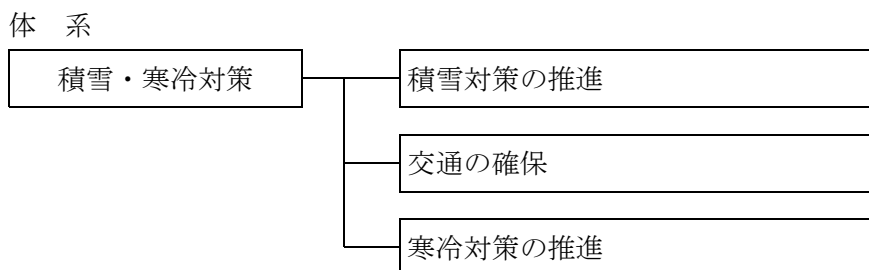 体　系
積雪・寒冷対策
積雪対策の推進
交通の確保
寒冷対策の推進